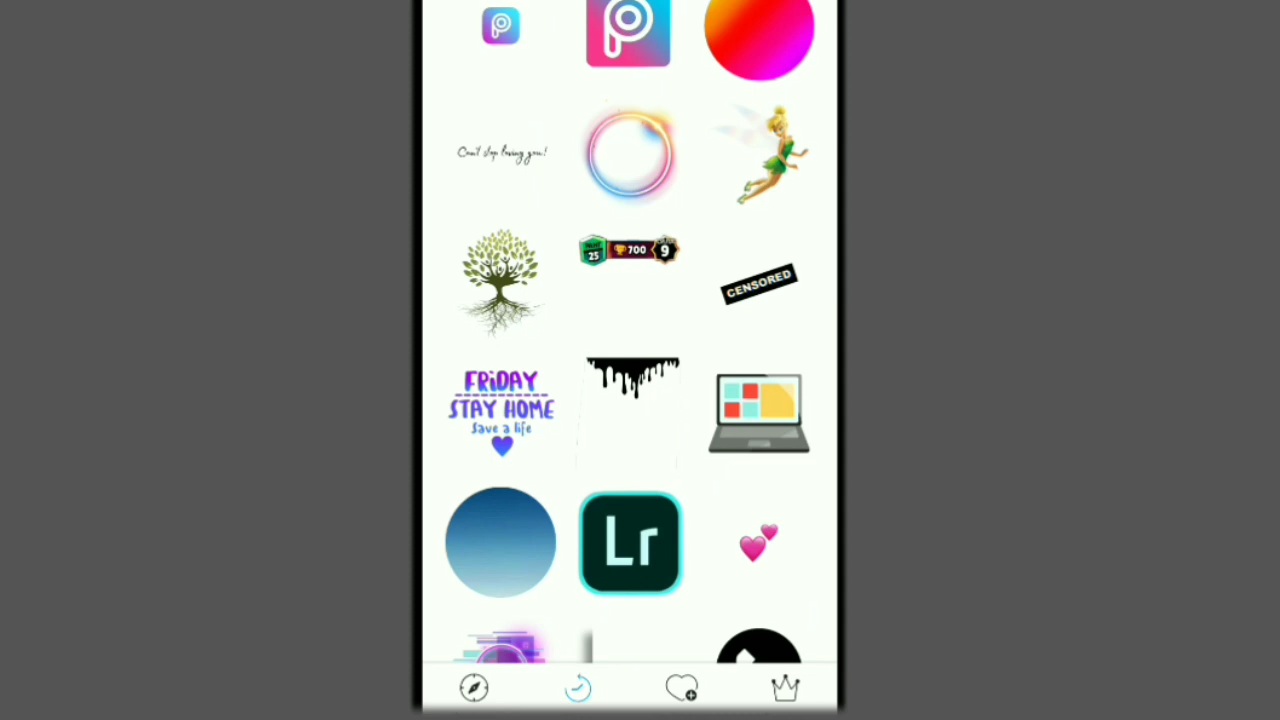 Can't stop loving you!
25
700
9
CENSORED
FRiDAY
STAY HOME
Save a life
Lr